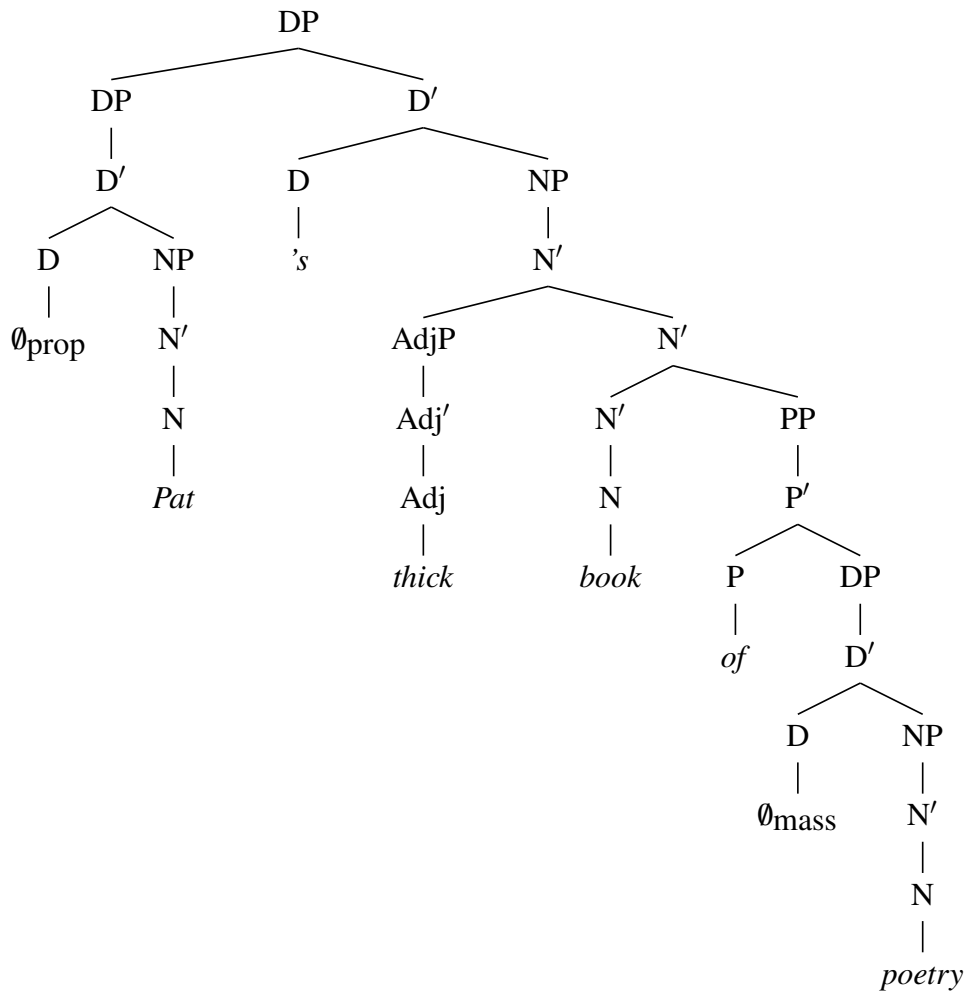 DP
DP D′
D′ D NP
D NP 's N′
∅prop N′ AdjP N′
N Adj′ N′ PP
Pat Adj N P′
thick book P DP
of D′
D NP
∅mass N′
N
poetry